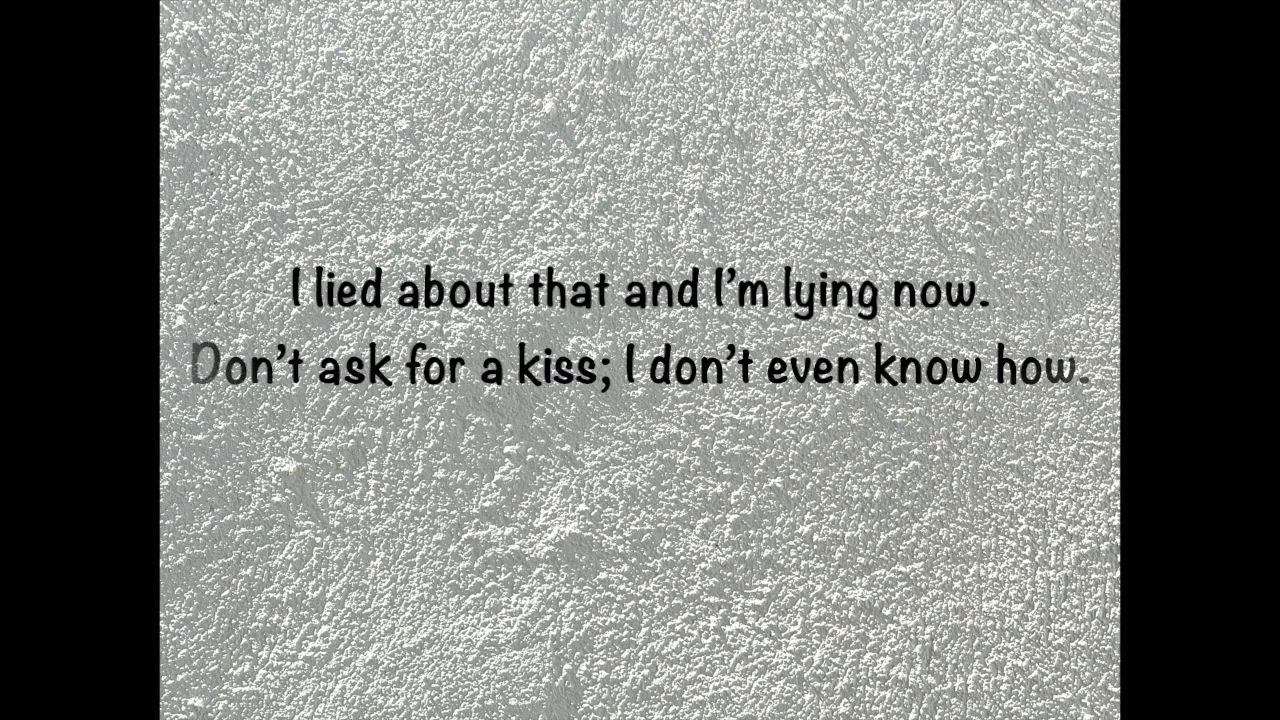 I lied about that and I'm lying now.
Don't ask for a kiss; I don't even know how.